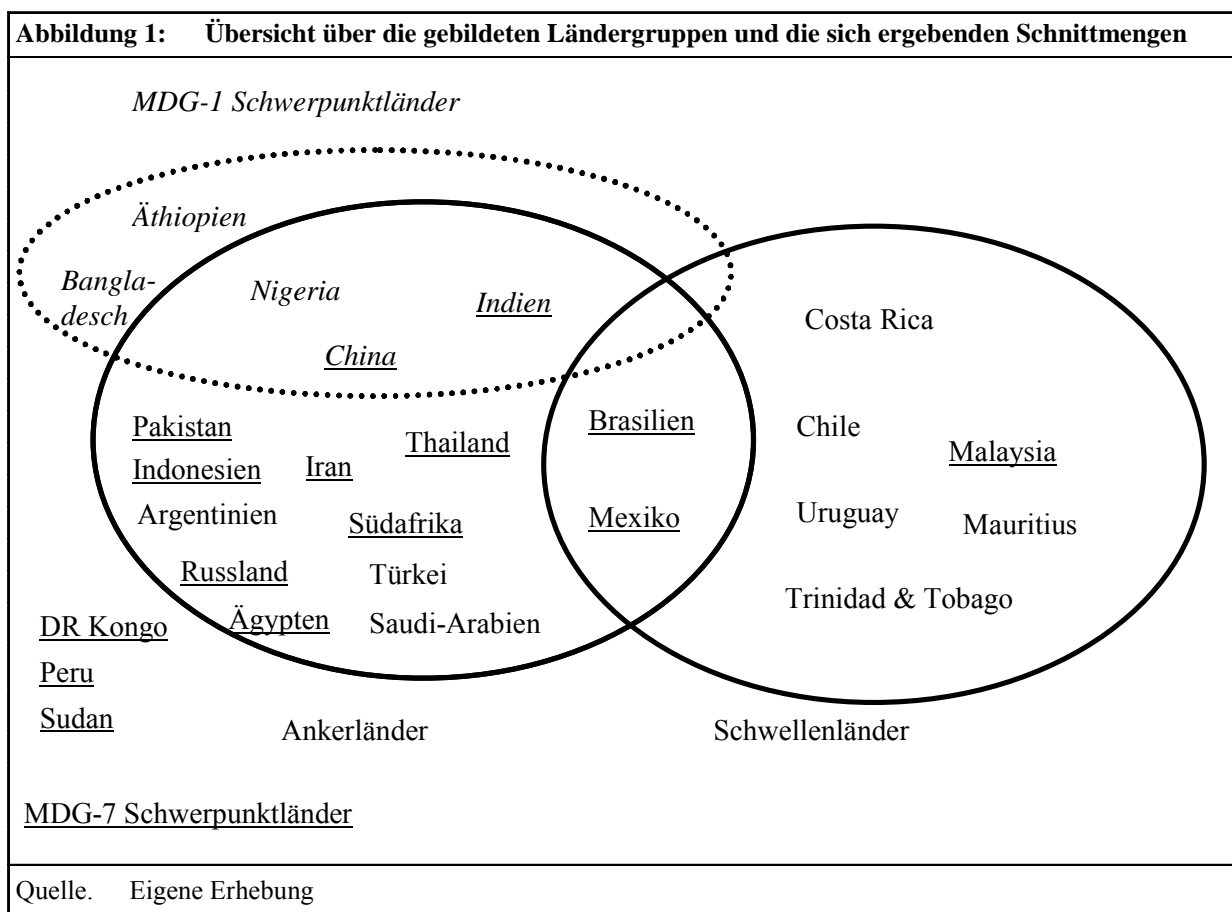 Abbildung 1: Übersicht über die gebildeten Ländergruppen und die sich ergebenden Schnittmengen
MDG-1 Schwerpunktländer
Äthiopien
Bangla-
desch
Nigeria
Indien
China
Costa Rica
Pakistan
Thailand
Brasilien
Chile
Malaysia
Indonesien
Iran
Argentinien
Südafrika
Mexiko
Uruguay
Mauritius
Russland
Türkei
Trinidad & Tobago
Ägypten
Saudi-Arabien
DR Kongo
Peru
Sudan
Ankerländer
Schwellenländer
MDG-7 Schwerpunktländer
Quelle. Eigene Erhebung